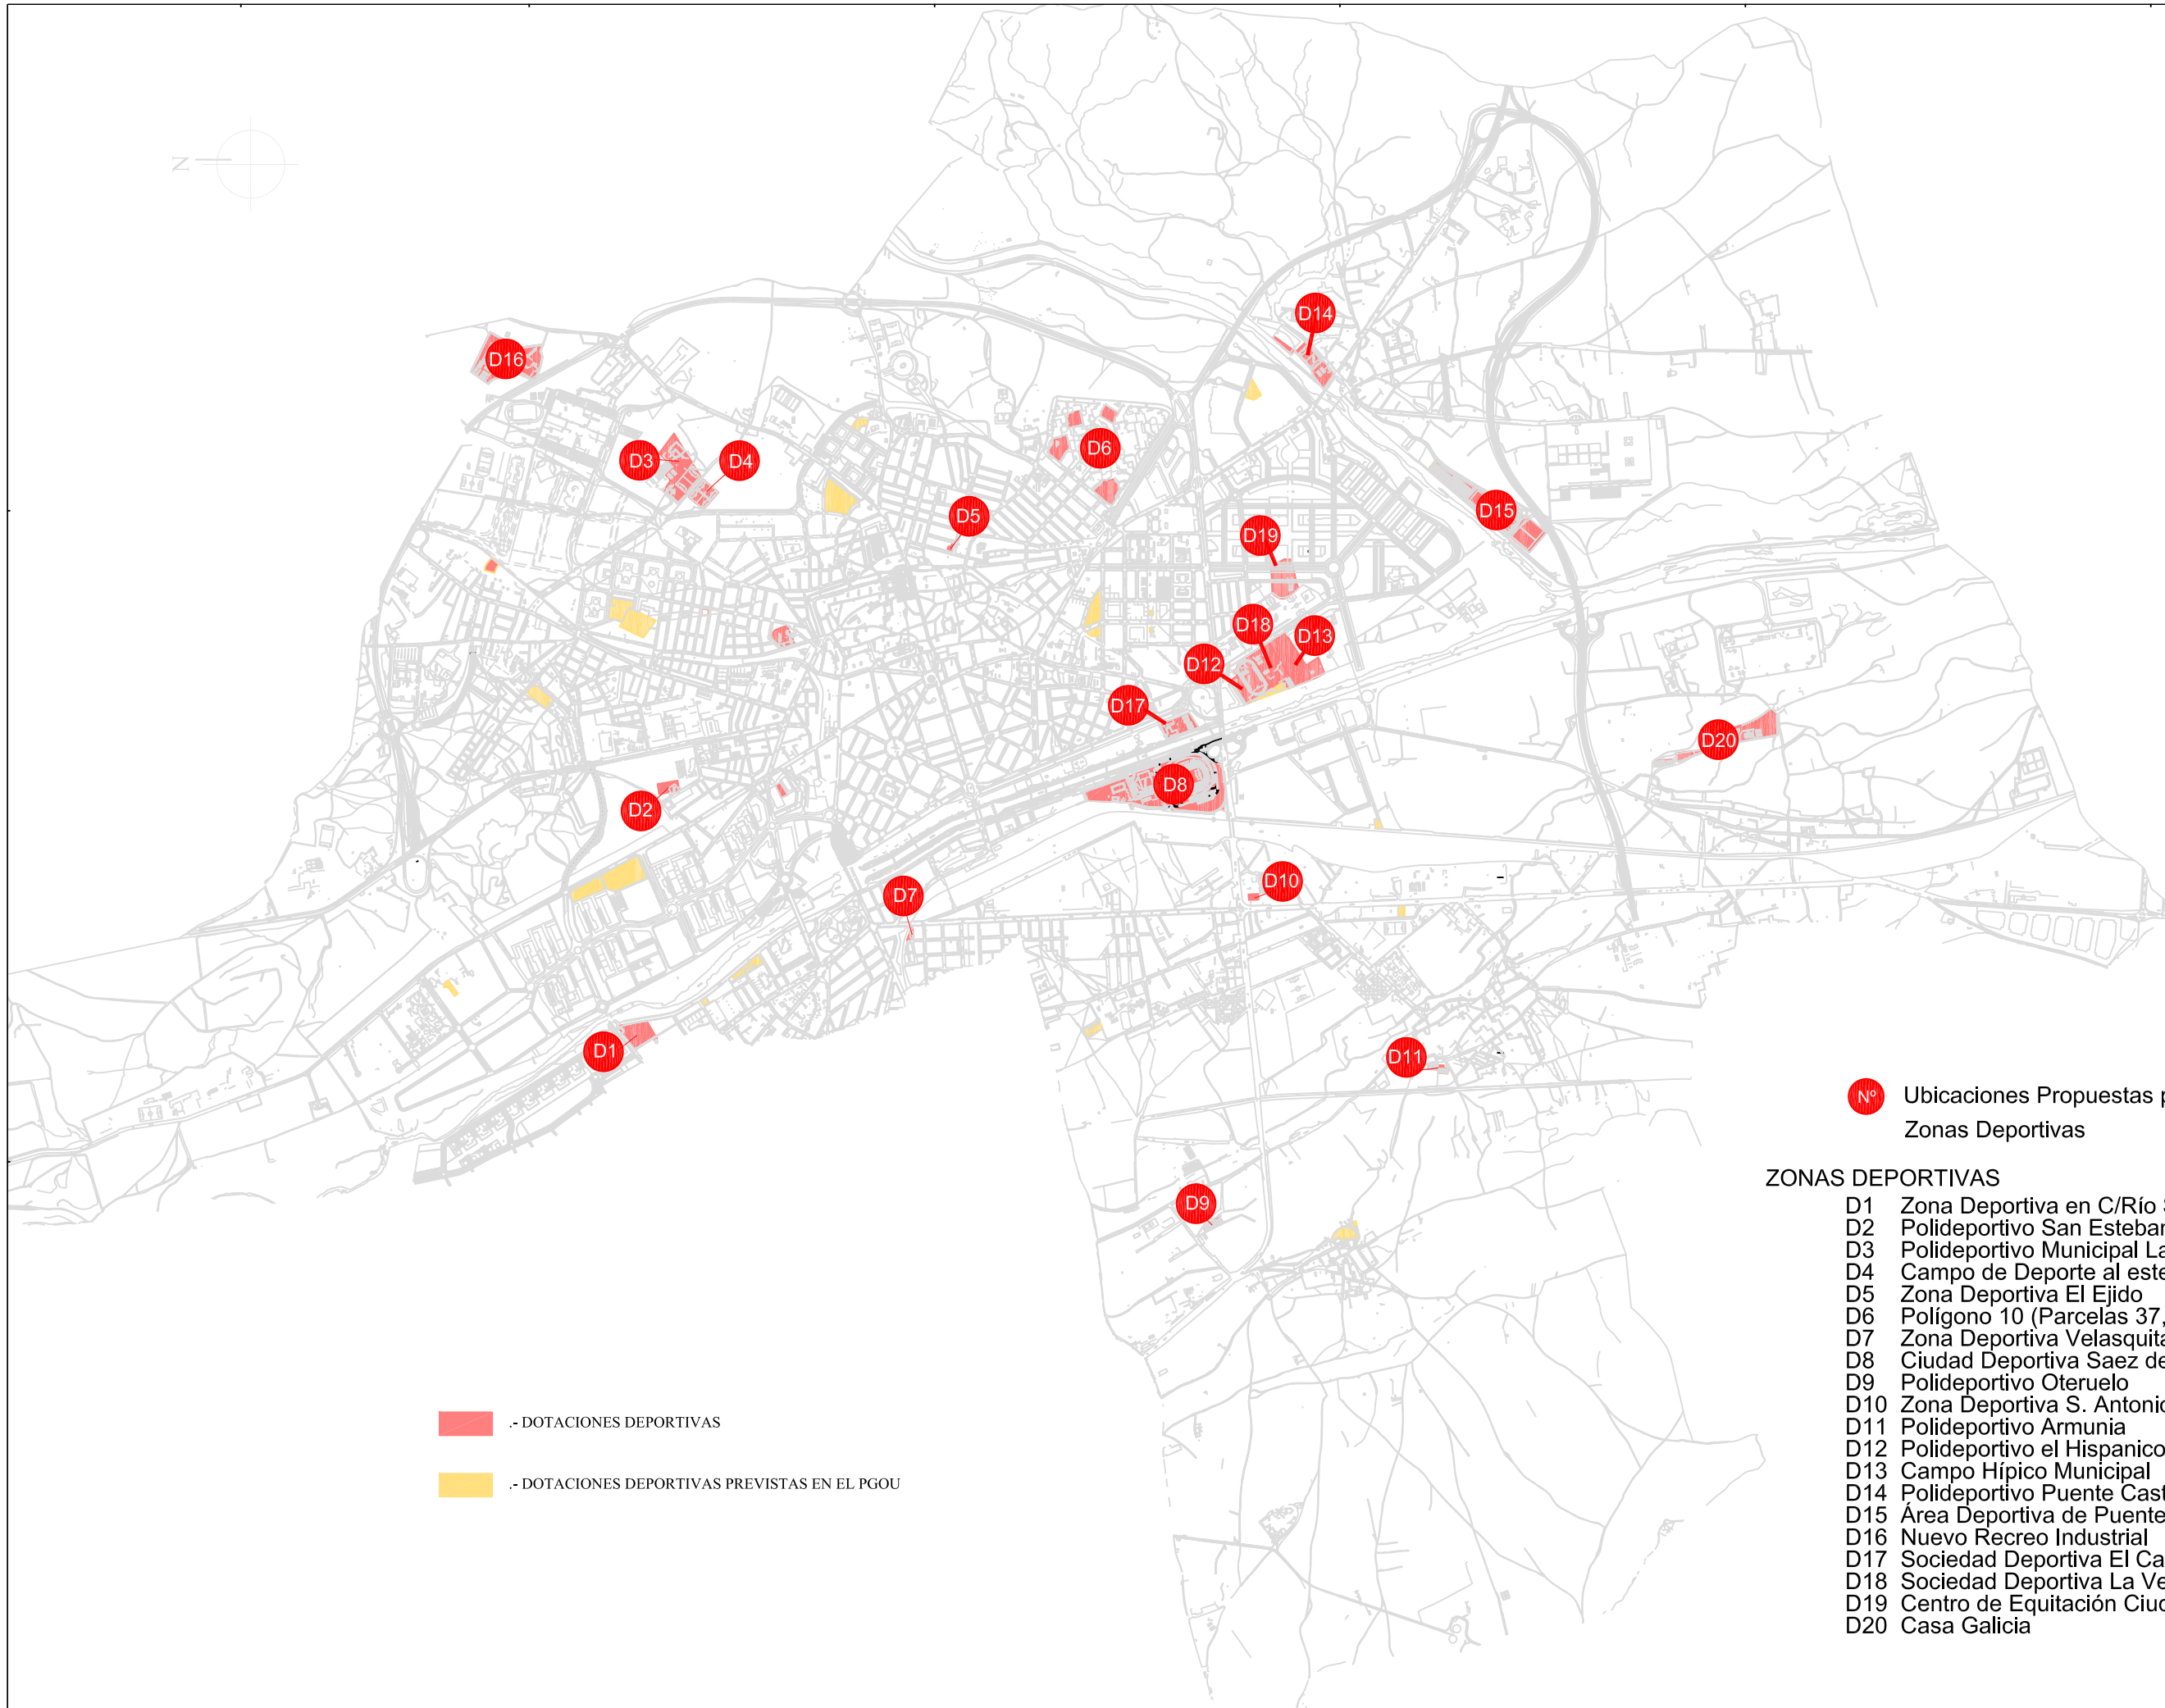 N
D14
D16
D3
D4
D6
D5
D15
D19
D18
D13
D12
D17
D20
D8
D2
D10
D7
D1
D11
D9
Nº Ubicaciones Propuestas
Zonas Deportivas
ZONAS DEPORTIVAS
D1 Zona Deportiva en C/Río
D2 Polideportivo San Esteban
D3 Polideportivo Municipal La
D4 Campo de Deporte al este
D5 Zona Deportiva El Ejido
D6 Polígono 10 (Parcelas 37,
D7 Zona Deportiva Velasquita
D8 Ciudad Deportiva Saez de
D9 Polideportivo Oteruelo
D10 Zona Deportiva S. Antonio
D11 Polideportivo Armunia
D12 Polideportivo el Hispanico
D13 Campo Hípico Municipal
D14 Polideportivo Puente Cast
D15 Área Deportiva de Puente
D16 Nuevo Recreo Industrial
D17 Sociedad Deportiva El Ca
D18 Sociedad Deportiva La Ve
D19 Centro de Equitación Ciud
D20 Casa Galicia
.- DOTACIONES DEPORTIVAS
.- DOTACIONES DEPORTIVAS PREVISTAS EN EL PGOU